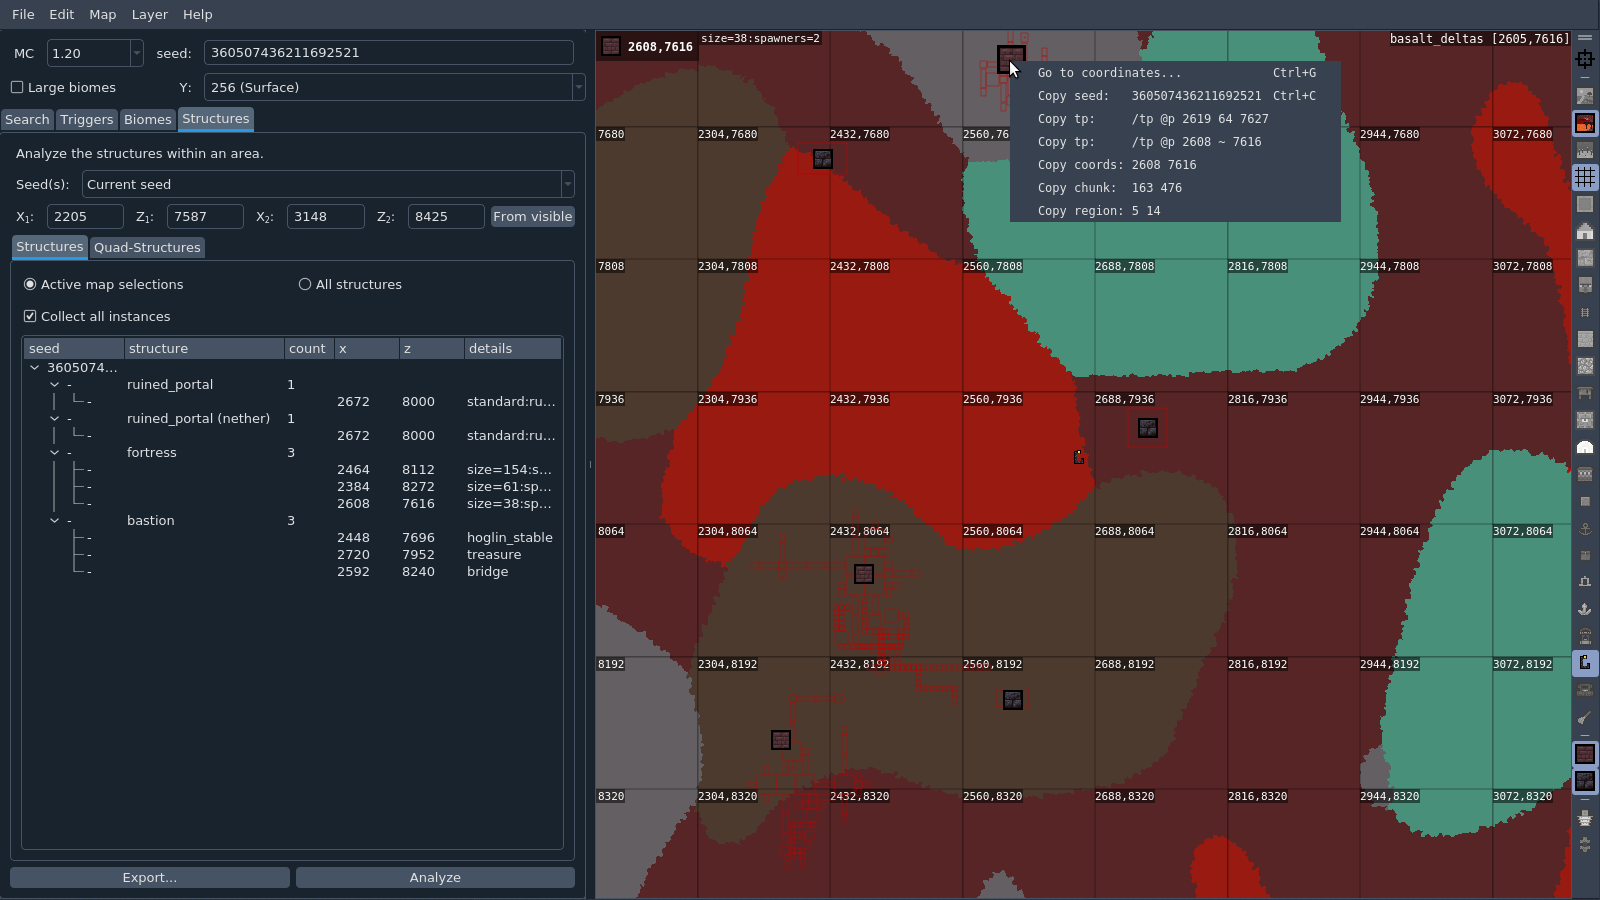 File Edit Map Layer Help
MC 1.20 seed: 360507436211692521
Large biomes Y: 256 (Surface)
Search Triggers Biomes Structures
Analyze the structures within an area.
Seed(s): Current seed
X₁: 2205 Z₁: 7587 X₂: 3148 Z₂: 8425 From visible
Structures Quad-Structures
Active map selections All structures
Collect all instances
seed structure count x z details
3605074...
- ruined_portal 1
- 2672 8000 standard:ru...
- ruined_portal (nether) 1
- 2672 8000 standard:ru...
- fortress 3
- 2464 8112 size=154:s...
- 2384 8272 size=61:sp...
- 2608 7616 size=38:sp...
- bastion 3
- 2448 7696 hoglin_stable
- 2720 7952 treasure
- 2592 8240 bridge
Export... Analyze
2608,7616 size=38:spawners=2 basalt_deltas [2605,7616]
Go to coordinates... Ctrl+G
Copy seed: 360507436211692521 Ctrl+C
Copy tp: /tp @p 2619 64 7627
Copy tp: /tp @p 2608 ~ 7616
Copy coords: 2608 7616
Copy chunk: 163 476
Copy region: 5 14
7680 2304,7680 2432,7680 2560,76 2944,7680 3072,7680
7808 2304,7808 2432,7808 2560,7808 2688,7808 2816,7808 2944,7808 3072,7808
7936 2304,7936 2432,7936 2560,7936 2688,7936 2816,7936 2944,7936 3072,7936
8064 2304,8064 2432,8064 2560,8064 2688,8064 2816,8064 2944,8064 3072,8064
8192 2304,8192 2432,8192 2560,8192 2688,8192 2816,8192 2944,8192 3072,8192
8320 2304,8320 2432,8320 2560,8320 2688,8320 2816,8320 2944,8320 3072,8320